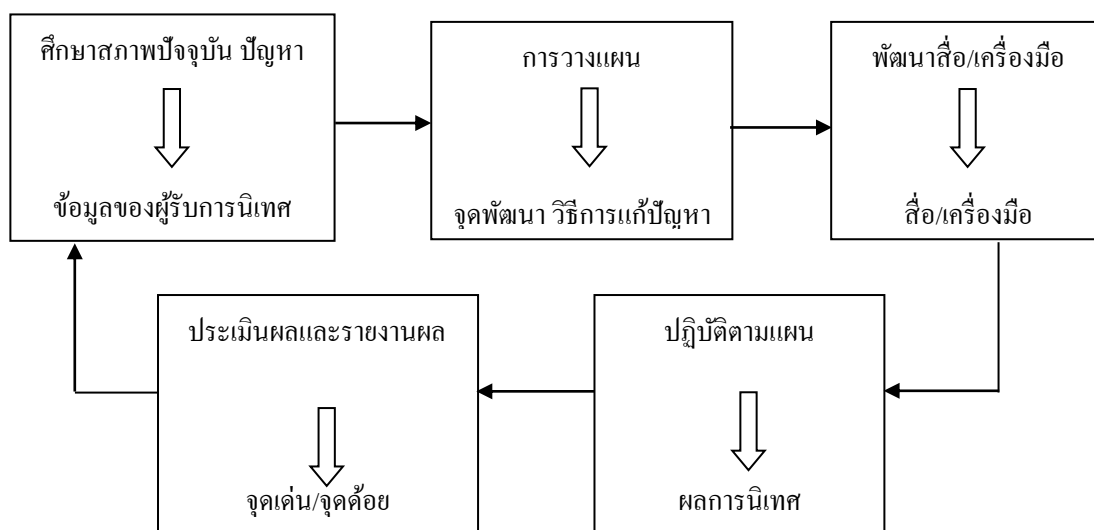 ศึกษาสภาพปัจจุบัน ปัญหา
ข้อมูลของผู้รับการนิเทศ
การวางแผน
จุดพัฒนา วิธีการแก้ปัญหา
พัฒนาสื่อ/เครื่องมือ
สื่อ/เครื่องมือ
ปฏิบัติตามแผน
ผลการนิเทศ
ประเมินผลและรายงานผล
จุดเด่น/จุดด้อย